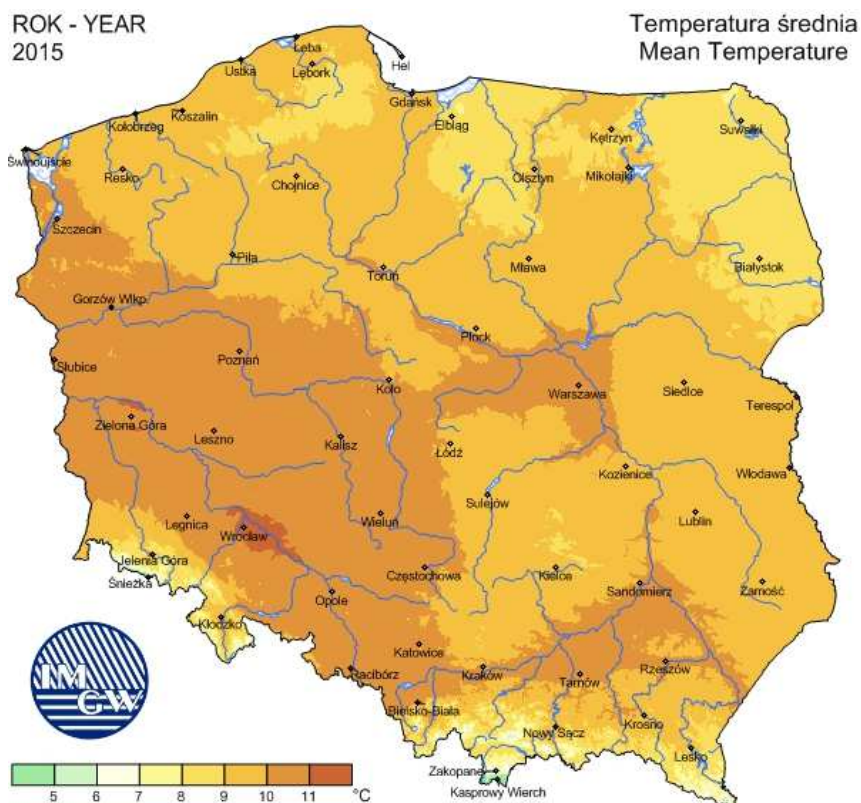 ROK - YEAR
2015
Temperatura średnia
Mean Temperature
Łeba
Ustka
Lębork
Hel
Gdańsk
Koszalin
Kołobrzeg
Elbląg
Kętrzyn
Suwałki
Świnoujście
Resko
Chojnice
Olsztyn
Mikołajki
Szczecin
Piła
Toruń
Mława
Białystok
Gorzów Wlkp.
Płock
Słubice
Poznań
Koło
Warszawa
Siedlce
Terespol
Zielona Góra
Leszno
Kalisz
Łódź
Kozienice
Włodawa
Legnica
Wrocław
Wieluń
Sulejów
Lublin
Jelenia Góra
Śnieżka
Częstochowa
Kielce
Opole
Sandomierz
Zamość
Kłodzko
Katowice
Racibórz
Kraków
Tarnów
Rzeszów
Bielsko-Biała
Nowy Sącz
Krosno
Lesko
Zakopane
Kasprowy Wierch
IM
GW
5 6 7 8 9 10 11 °C